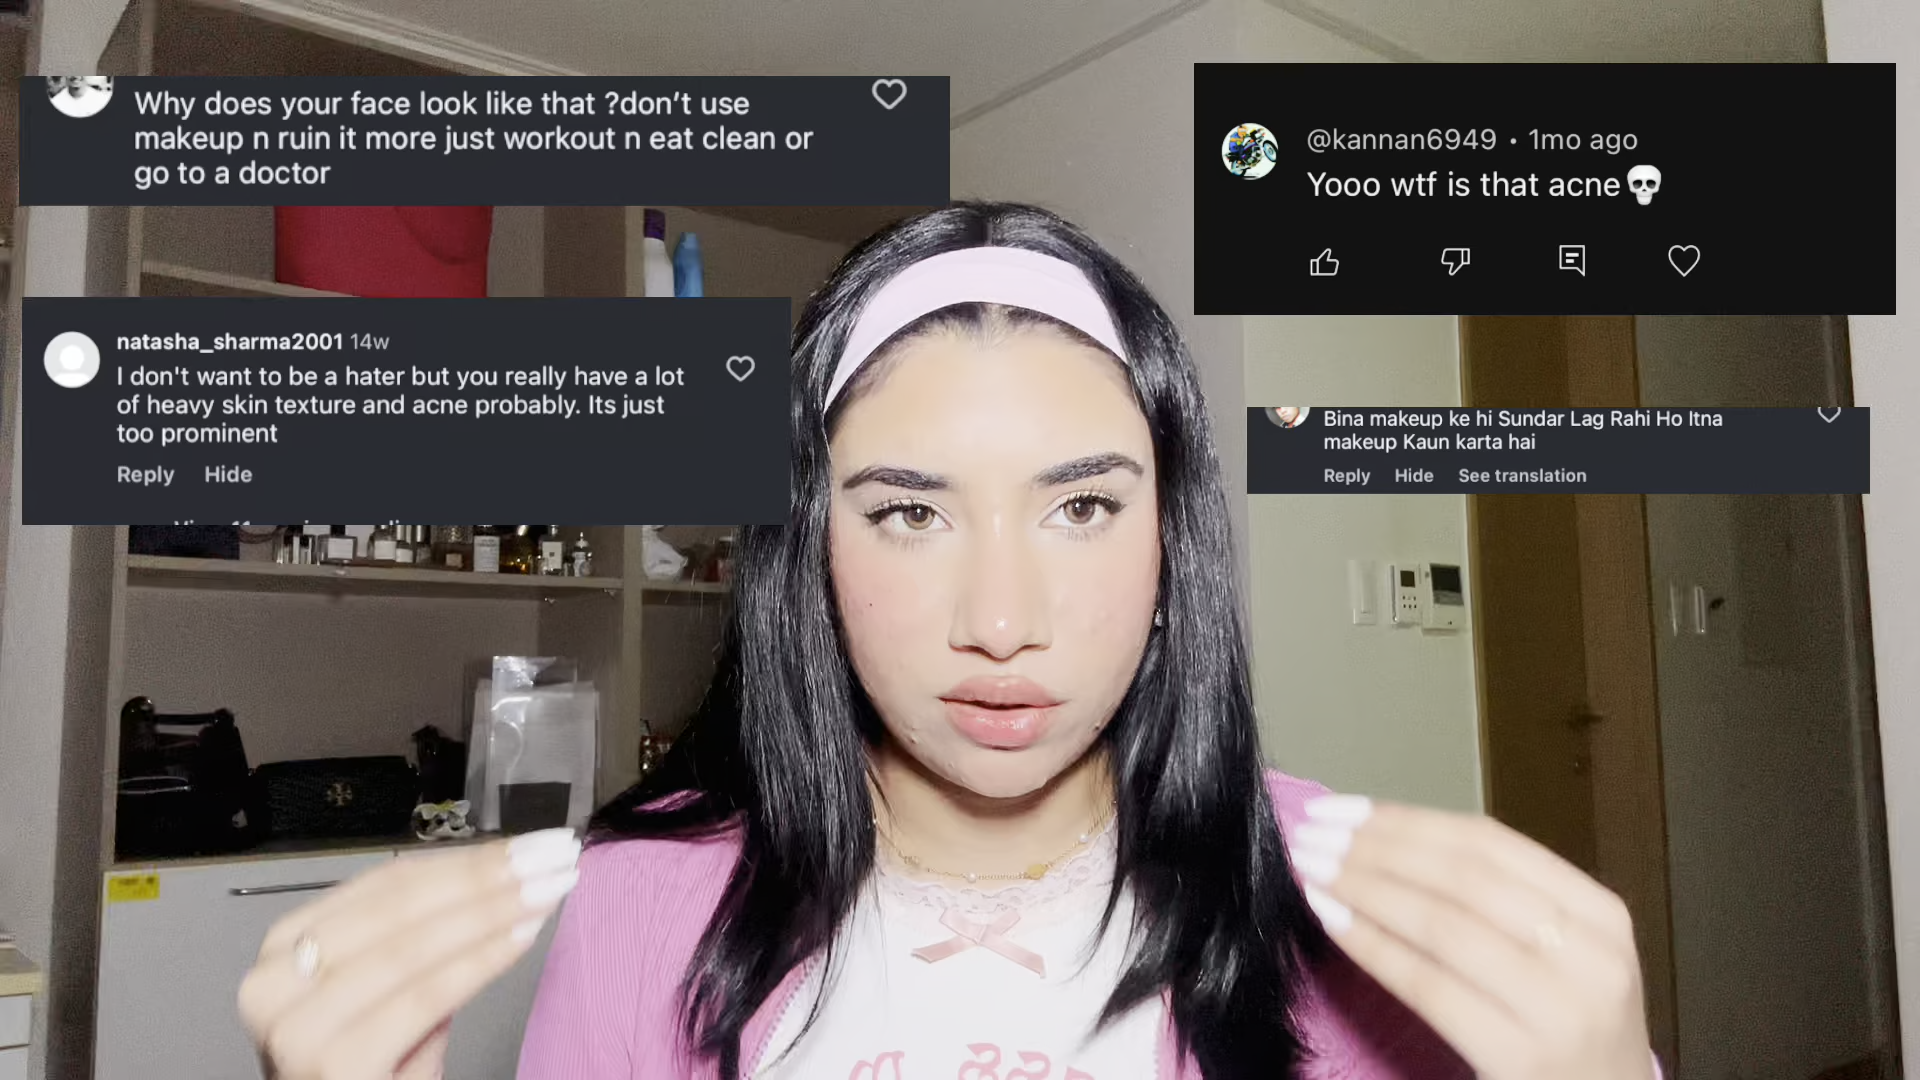 Why does your face look like that ?don't use
makeup n ruin it more just workout n eat clean or
go to a doctor
@kannan6949 • 1mo ago
Yooo wtf is that acne💀
natasha_sharma2001 14w
I don't want to be a hater but you really have a lot
of heavy skin texture and acne probably. Its just
too prominent
Reply Hide
Bina makeup ke hi Sundar Lag Rahi Ho Itna
makeup Kaun karta hai
Reply Hide See translation